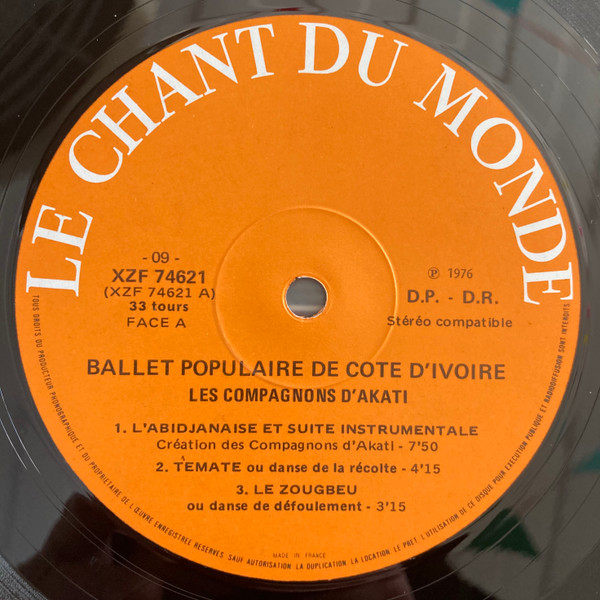 LE CHANT DU MONDE
- 09 -
XZF 74621
(XZF 74621 A)
33 tours
FACE A
℗ 1976
D.P. - D.R.
Stéréo compatible
BALLET POPULAIRE DE COTE D'IVOIRE
LES COMPAGNONS D'AKATI
1. L'ABIDJANAISE ET SUITE INSTRUMENTALE
Création des Compagnons d'Akati - 7'50
2. TEMATE ou danse de la récolte - 4'15
3. LE ZOUGBEU
ou danse de défoulement - 3'15
MADE IN FRANCE
TOUS DROITS DU PRODUCTEUR PHONOGRAPHIQUE ET DU PROPRIETAIRE DE L'ŒUVRE ENREGISTREE RESERVES SAUF AUTORISATION LA DUPLICATION, LA LOCATION, LE PRET, L'UTILISATION DE CE DISQUE POUR EXECUTION PUBLIQUE ET RADIODIFFUSION SONT INTERDITS